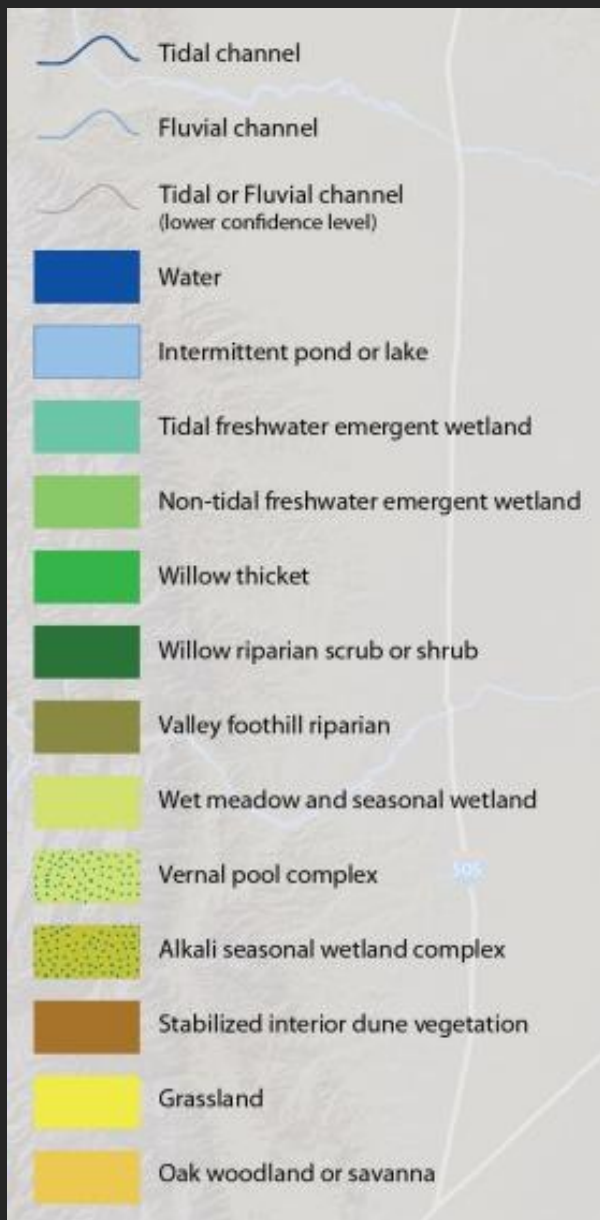 Tidal channel
Fluvial channel
Tidal or Fluvial channel
(lower confidence level)
Water
Intermittent pond or lake
Tidal freshwater emergent wetland
Non-tidal freshwater emergent wetland
Willow thicket
Willow riparian scrub or shrub
Valley foothill riparian
Wet meadow and seasonal wetland
Vernal pool complex
505
Alkali seasonal wetland complex
Stabilized interior dune vegetation
Grassland
Oak woodland or savanna